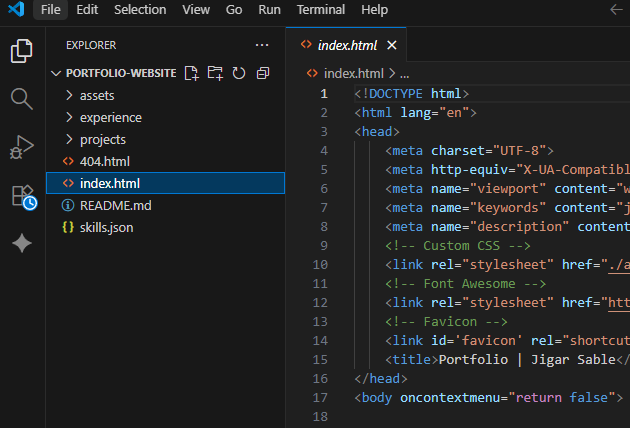 File Edit Selection View Go Run Terminal Help
EXPLORER ...
PORTFOLIO-WEBSITE
assets
experience
projects
<> 404.html
<> index.html
README.md
{} skills.json
<> index.html ×
<> index.html > ...
1 <!DOCTYPE html>
2 <html lang="en">
3 <head>
4 <meta charset="UTF-8">
5 <meta http-equiv="X-UA-Compatibl
6 <meta name="viewport" content="w
7 <meta name="keywords" content="j
8 <meta name="description" content
9 <!-- Custom CSS -->
10 <link rel="stylesheet" href="./a
11 <!-- Font Awesome -->
12 <link rel="stylesheet" href="htt
13 <!-- Favicon -->
14 <link id='favicon' rel="shortcut
15 <title>Portfolio | Jigar Sable</
16 </head>
17 <body oncontextmenu="return false">
18